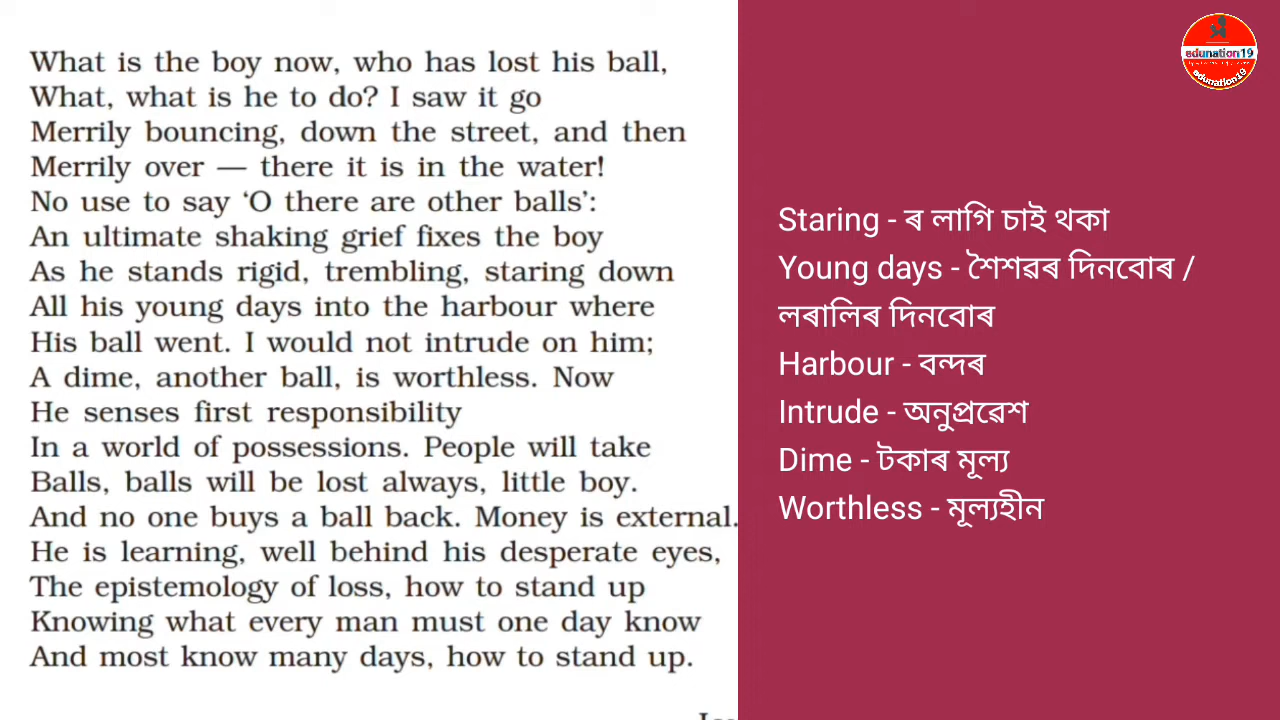 What is the boy now, who has lost his ball,
What, what is he to do? I saw it go
Merrily bouncing, down the street, and then
Merrily over — there it is in the water!
No use to say ‘O there are other balls’:
An ultimate shaking grief fixes the boy
As he stands rigid, trembling, staring down
All his young days into the harbour where
His ball went. I would not intrude on him;
A dime, another ball, is worthless. Now
He senses first responsibility
In a world of possessions. People will take
Balls, balls will be lost always, little boy.
And no one buys a ball back. Money is external.
He is learning, well behind his desperate eyes,
The epistemology of loss, how to stand up
Knowing what every man must one day know
And most know many days, how to stand up.
edunation19
edunation19
Staring - ৰ লাগি চাই থকা
Young days - শৈশৱৰ দিনবোৰ /
লৰালিৰ দিনবোৰ
Harbour - বন্দৰ
Intrude - অনুপ্ৰৱেশ
Dime - টকাৰ মূল্য
Worthless - মূল্যহীন